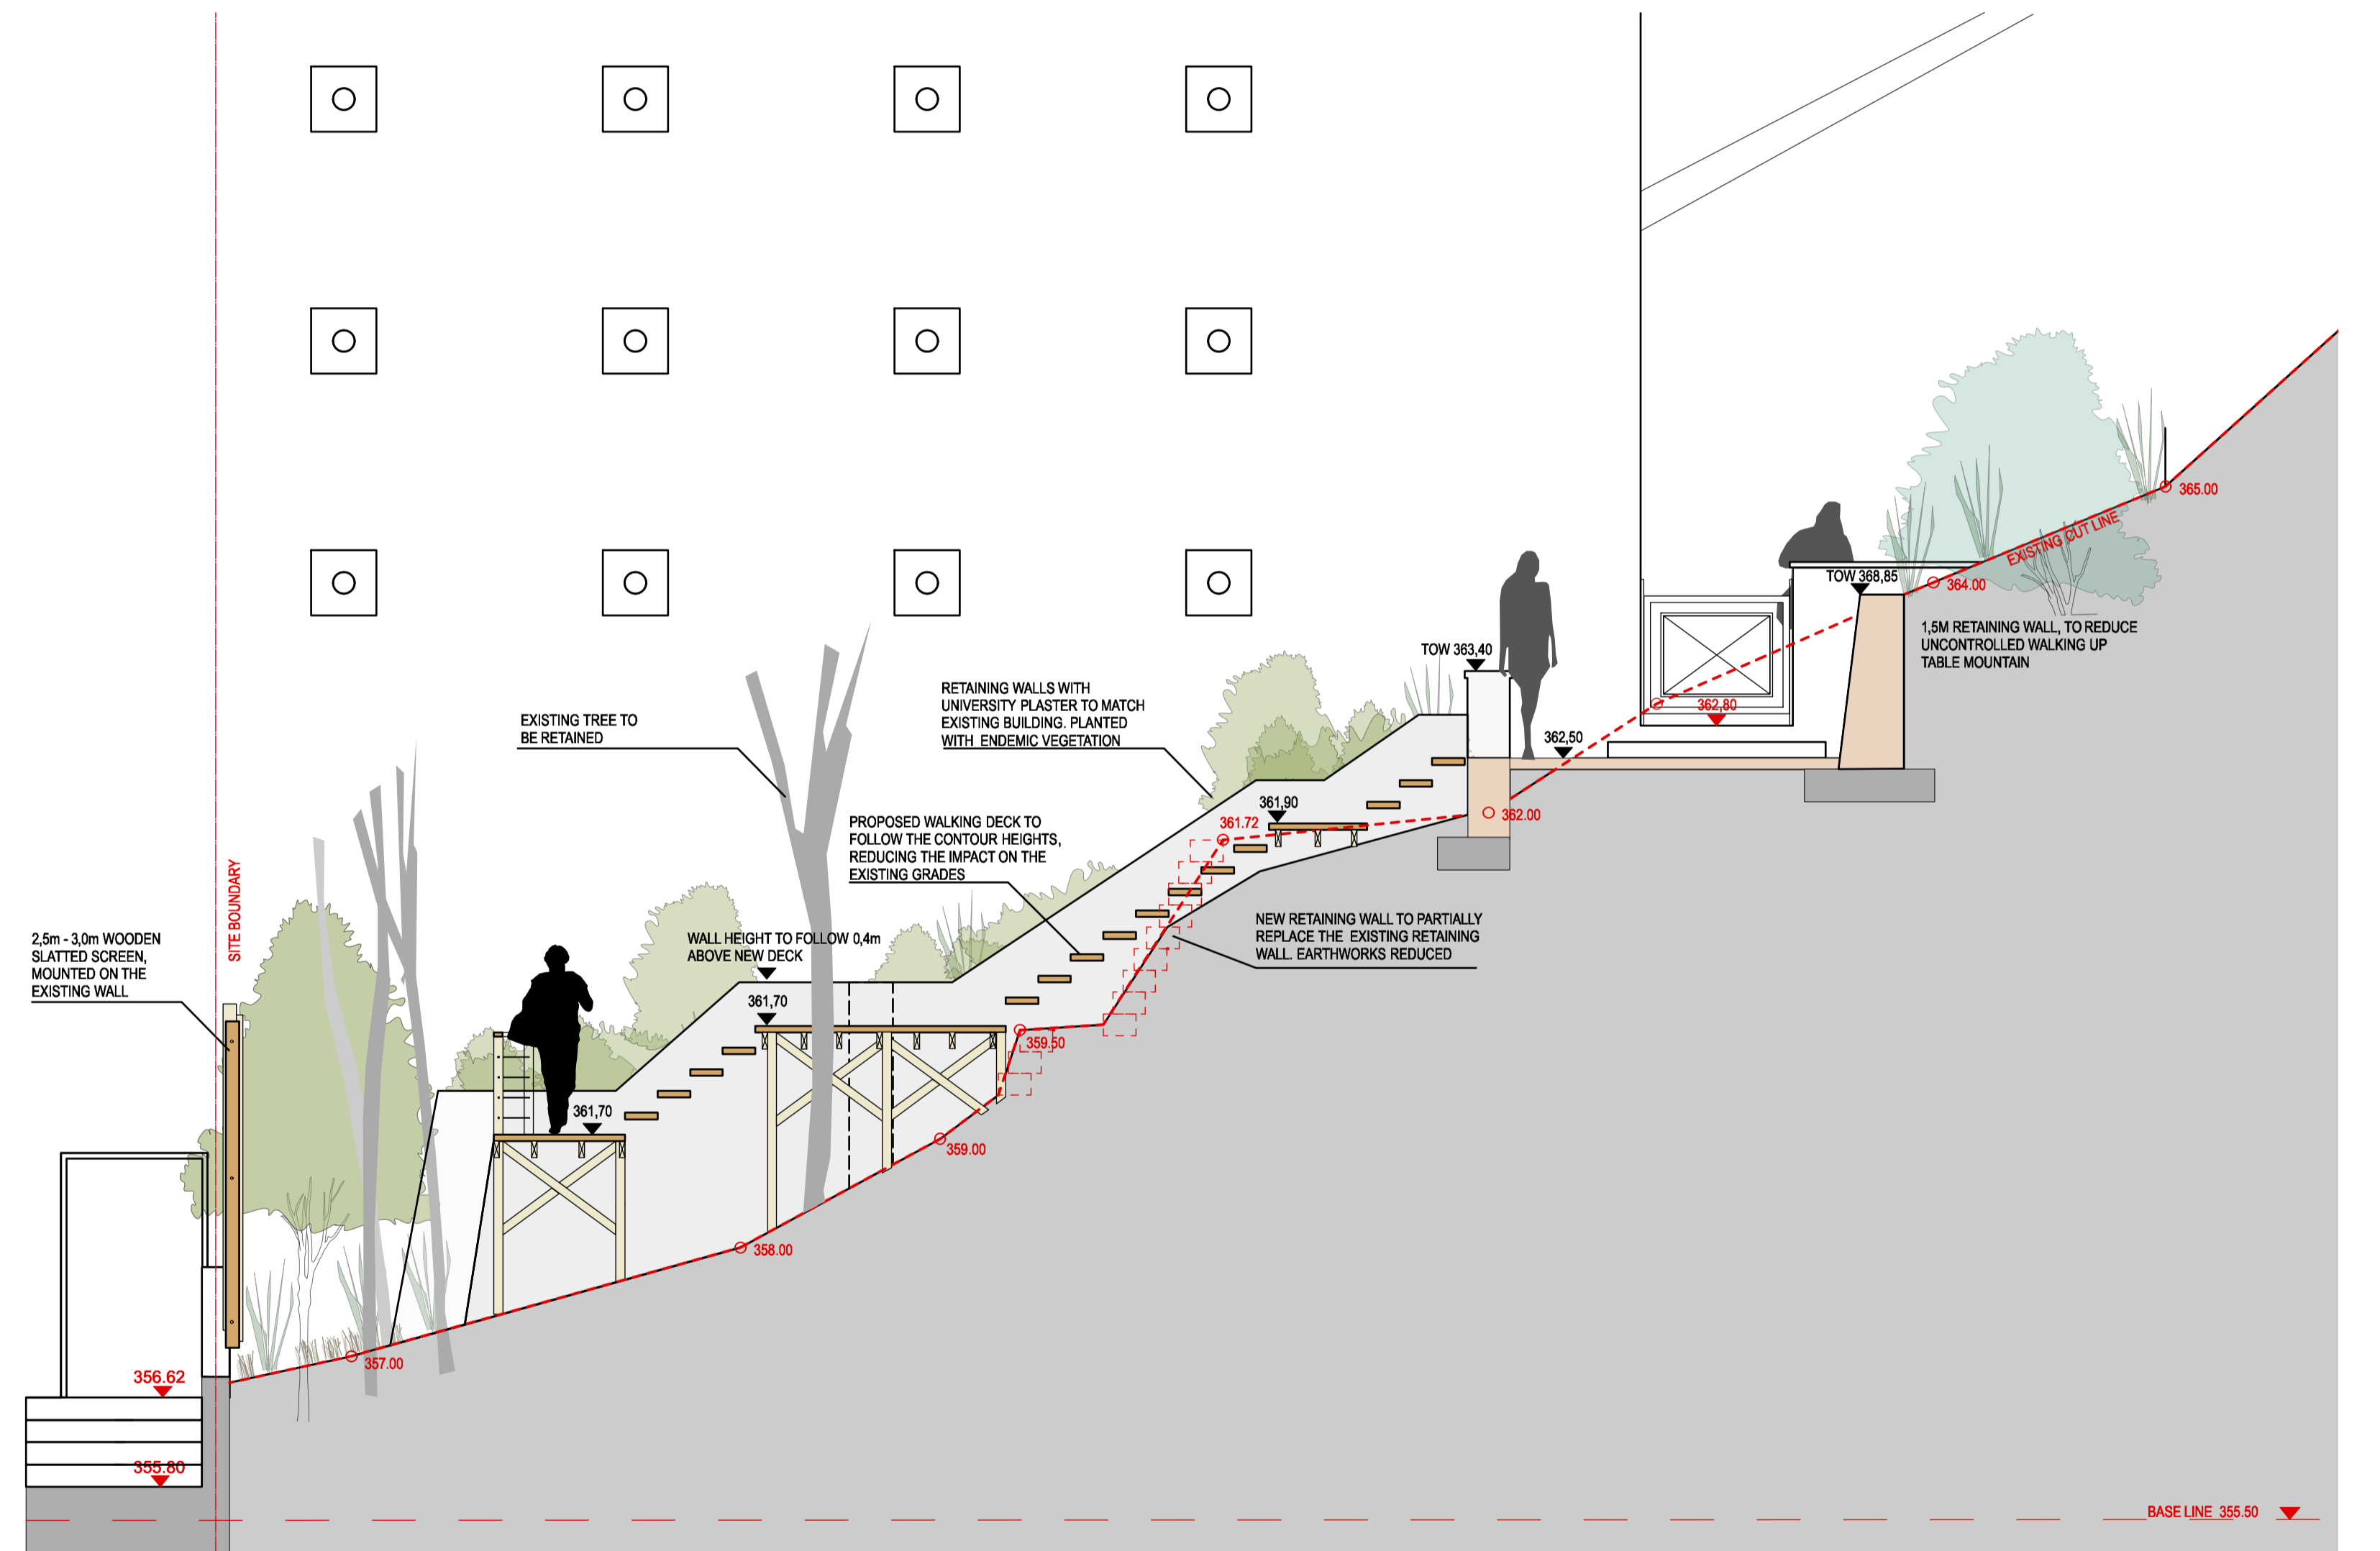 365.00
EXISTING CUT LINE
TOW 368,85
364.00
1,5M RETAINING WALL, TO REDUCE
UNCONTROLLED WALKING UP
TABLE MOUNTAIN
TOW 363,40
362,80
362,50
362.00
RETAINING WALLS WITH
UNIVERSITY PLASTER TO MATCH
EXISTING BUILDING. PLANTED
WITH ENDEMIC VEGETATION
EXISTING TREE TO
BE RETAINED
361,90
361.72
PROPOSED WALKING DECK TO
FOLLOW THE CONTOUR HEIGHTS,
REDUCING THE IMPACT ON THE
EXISTING GRADES
NEW RETAINING WALL TO PARTIALLY
REPLACE THE EXISTING RETAINING
WALL. EARTHWORKS REDUCED
WALL HEIGHT TO FOLLOW 0,4m
ABOVE NEW DECK
361,70
359.50
SITE BOUNDARY
2,5m - 3,0m WOODEN
SLATTED SCREEN,
MOUNTED ON THE
EXISTING WALL
361,70
359.00
358.00
357.00
356.62
355.80
BASE LINE 355.50